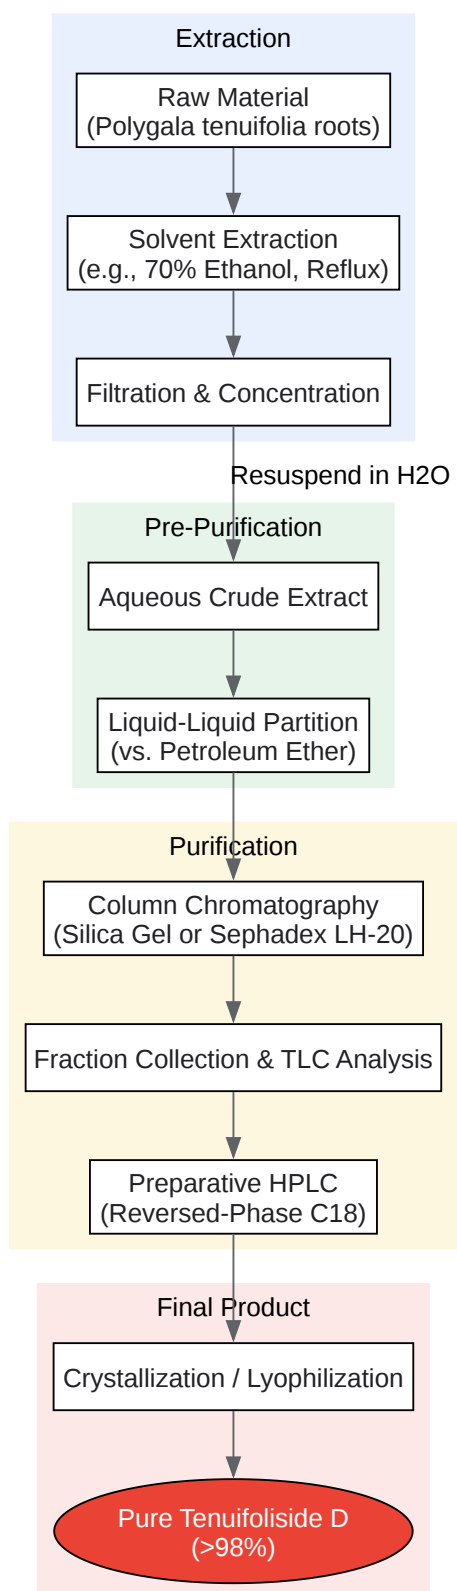 Extraction
Raw Material
(Polygala tenuifolia roots)
Solvent Extraction
(e.g., 70% Ethanol, Reflux)
Filtration & Concentration
Resuspend in H2O
Pre-Purification
Aqueous Crude Extract
Liquid-Liquid Partition
(vs. Petroleum Ether)
Purification
Column Chromatography
(Silica Gel or Sephadex LH-20)
Fraction Collection & TLC Analysis
Preparative HPLC
(Reversed-Phase C18)
Final Product
Crystallization / Lyophilization
Pure Tenuifoliside D
(>98%)